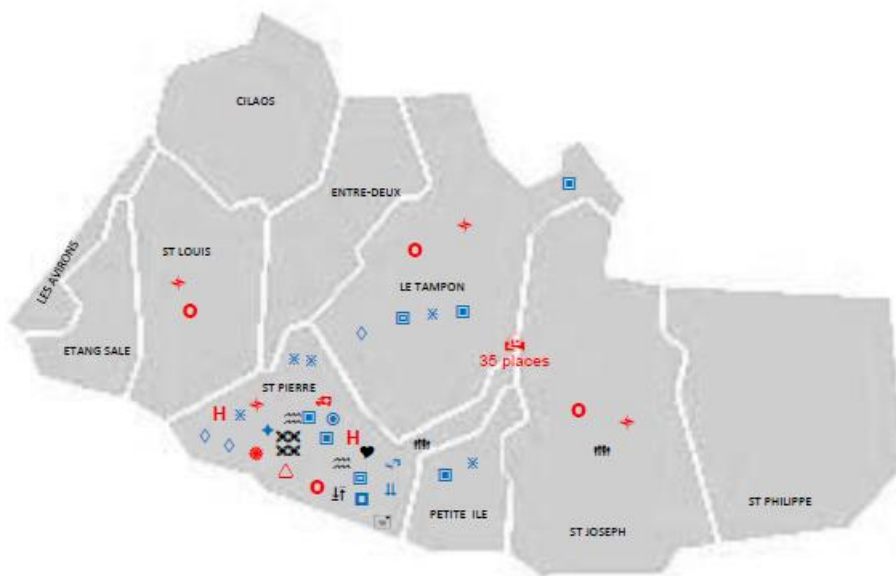 CILAOS
ENTRE-DEUX
ST LOUIS
LES AVIRONS
LE TAMPON
ETANG SALE
35 places
ST PIERRE
H
H
O
O
O
O
PETITE ILE
ST JOSEPH
ST PHILIPPE